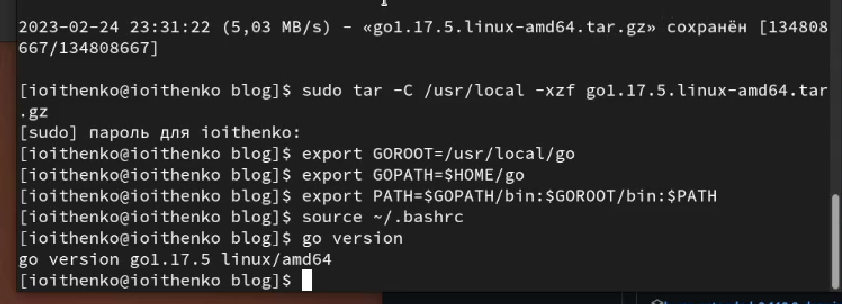 2023-02-24 23:31:22 (5,03 MB/s) - «go1.17.5.linux-amd64.tar.gz» сохранён [134808
667/134808667]
[ioithenko@ioithenko blog]$ sudo tar -C /usr/local -xzf go1.17.5.linux-amd64.tar
.gz
[sudo] пароль для ioithenko:
[ioithenko@ioithenko blog]$ export GOROOT=/usr/local/go
[ioithenko@ioithenko blog]$ export GOPATH=$HOME/go
[ioithenko@ioithenko blog]$ export PATH=$GOPATH/bin:$GOROOT/bin:$PATH
[ioithenko@ioithenko blog]$ source ~/.bashrc
[ioithenko@ioithenko blog]$ go version
go version go1.17.5 linux/amd64
[ioithenko@ioithenko blog]$